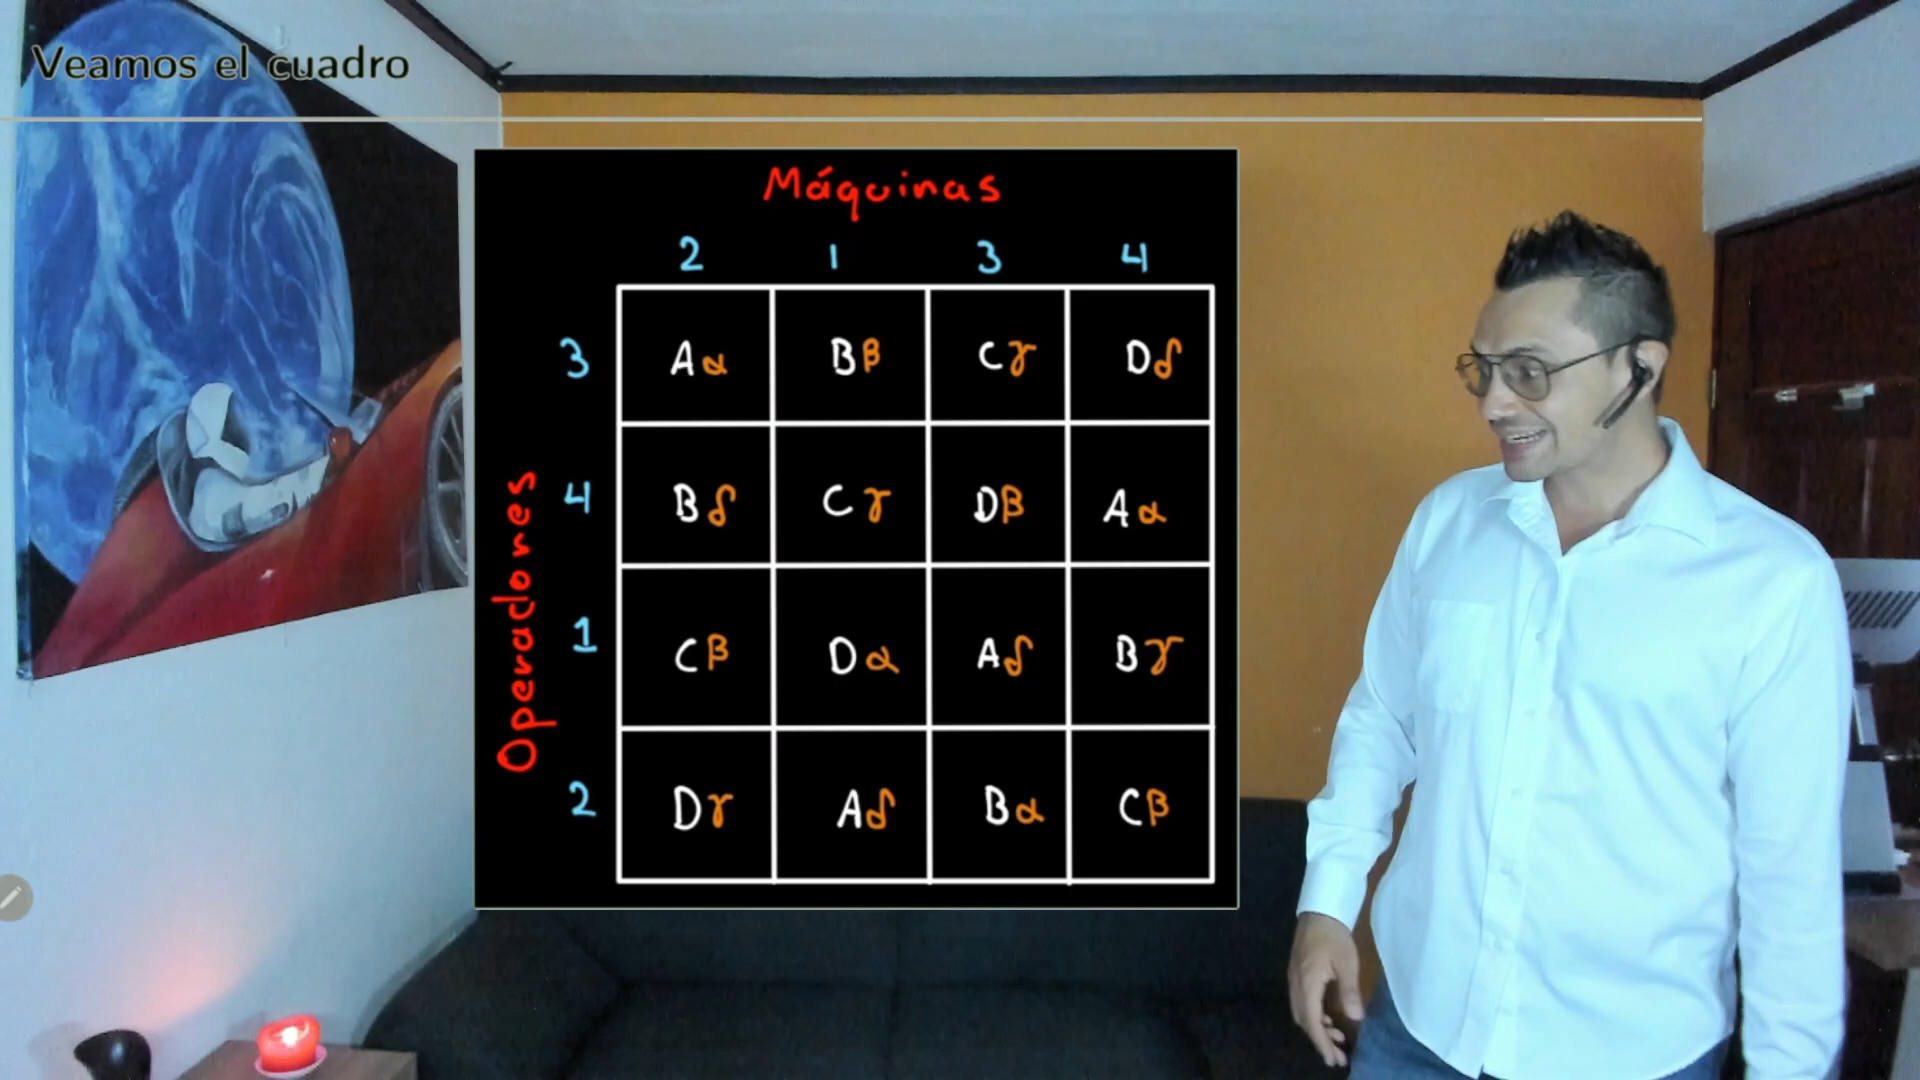 Veamos el cuadro
Máquinas
2 1 3 4
Operadores
3 Aα Bβ Cγ Dδ
4 Bδ Cγ Dβ Aα
1 Cβ Dα Aδ Bγ
2 Dγ Aδ Bα Cβ